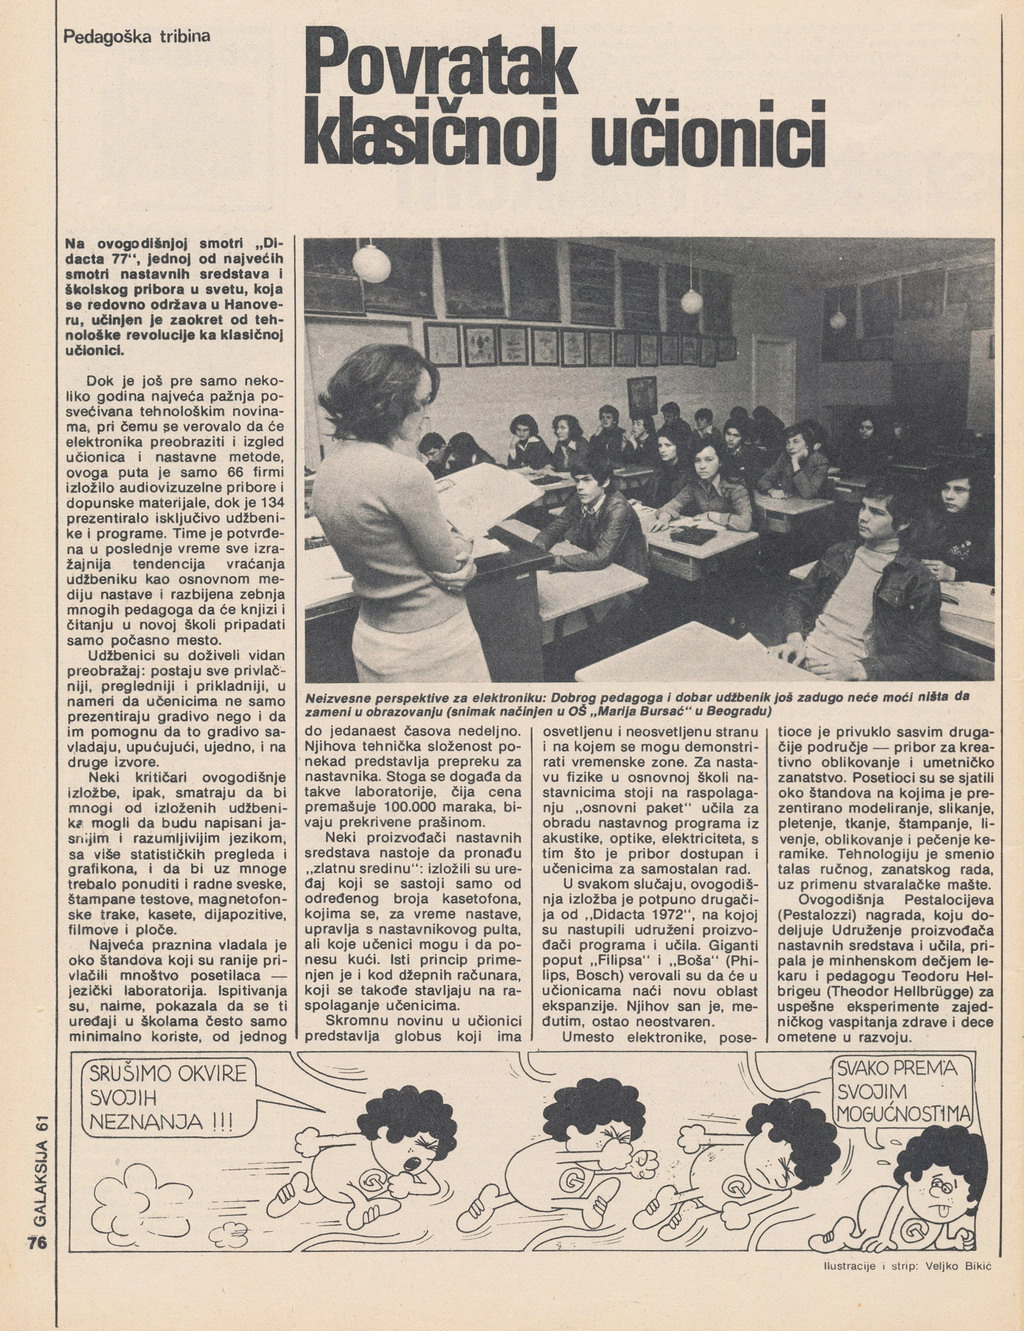 Pedagoška tribina
Povratak
klasičnoj učionici
Na ovogodišnjoj smotri „Di-
dacta 77“, jednoj od najvećih
smotri nastavnih sredstava i
školskog pribora u svetu, koja
se redovno održava u Hanove-
ru, učinjen je zaokret od teh-
nološke revolucije ka klasičnoj
učionici.
Dok je još pre samo neko-
liko godina najveća pažnja po-
svećivana tehnološkim novina-
ma, pri čemu se verovalo da će
elektronika preobraziti i izgled
učionica i nastavne metode,
ovoga puta je samo 66 firmi
izložilo audiovizuzelne pribore i
dopunske materijale, dok je 134
prezentiralo isključivo udžbeni-
ke i programe. Time je potvrđe-
na u poslednje vreme sve izra-
žajnija tendencija vraćanja
udžbeniku kao osnovnom me-
diju nastave i razbijena zebnja
mnogih pedagoga da će knjizi i
čitanju u novoj školi pripadati
samo počasno mesto.
Udžbenici su doživeli vidan
preobražaj: postaju sve privlač-
niji, pregledniji i prikladniji, u
nameri da učenicima ne samo
prezentiraju gradivo nego i da
im pomognu da to gradivo sa-
vladaju, upućujući, ujedno, i na
druge izvore.
Neki kritičari ovogodišnje
izložbe, ipak, smatraju da bi
mnogi od izloženih udžbeni-
ka mogli da budu napisani ja-
snijim i razumljivijim jezikom,
sa više statističkih pregleda i
grafikona, i da bi uz mnoge
trebalo ponuditi i radne sveske,
štampane testove, magnetofon-
ske trake, kasete, dijapozitive,
filmove i ploče.
Najveća praznina vladala je
oko štandova koji su ranije pri-
vlačili mnoštvo posetilaca —
jezički laboratorija. Ispitivanja
su, naime, pokazala da se ti
uređaji u školama često samo
minimalno koriste, od jednog
Neizvesne perspektive za elektroniku: Dobrog pedagoga i dobar udžbenik još zadugo neće moći ništa da
zameni u obrazovanju (snimak načinjen u OŠ „Marija Bursać“ u Beogradu)
do jedanaest časova nedeljno.
Njihova tehnička složenost po-
nekad predstavlja prepreku za
nastavnika. Stoga se događa da
takve laboratorije, čija cena
premašuje 100.000 maraka, bi-
vaju prekrivene prašinom.
Neki proizvođači nastavnih
sredstava nastoje da pronađu
„zlatnu sredinu“: izložili su ure-
đaj koji se sastoji samo od
određenog broja kasetofona,
kojima se, za vreme nastave,
upravlja s nastavnikovog pulta,
ali koje učenici mogu i da po-
nesu kući. Isti princip prime-
njen je i kod džepnih računara,
koji se takođe stavljaju na ra-
spolaganje učenicima.
Skromnu novinu u učionici
predstavlja globus koji ima
osvetljenu i neosvetljenu stranu
i na kojem se mogu demonstri-
rati vremenske zone. Za nasta-
vu fizike u osnovnoj školi na-
stavnicima stoji na raspolaga-
nju „osnovni paket“ učila za
obradu nastavnog programa iz
akustike, optike, elektriciteta, s
tim što je pribor dostupan i
učenicima za samostalan rad.
U svakom slučaju, ovogodiš-
nja izložba je potpuno drugači-
ja od „Didacta 1972“, na kojoj
su nastupili udruženi proizvo-
đači programa i učila. Giganti
poput „Filipsa“ i „Boša“ (Phi-
lips, Bosch) verovali su da će u
učionicama naći novu oblast
ekspanzije. Njihov san je, me-
đutim, ostao neostvaren.
Umesto elektronike, pose-
tioce je privuklo sasvim druga-
čije područje — pribor za krea-
tivno oblikovanje i umetničko
zanatstvo. Posetioci su se sjatili
oko štandova na kojima je pre-
zentirano modeliranje, slikanje,
pletenje, tkanje, štampanje, li-
venje, oblikovanje i pečenje ke-
ramike. Tehnologiju je smenio
talas ručnog, zanatskog rada,
uz primenu stvaralačke mašte.
Ovogodišnja Pestalocijeva
(Pestalozzi) nagrada, koju do-
deljuje Udruženje proizvođača
nastavnih sredstava i učila, pri-
pala je minhenskom dečjem le-
karu i pedagogu Teodoru Hel-
brigeu (Theodor Hellbrügge) za
uspešne eksperimente zajed-
ničkog vaspitanja zdrave i dece
ometene u razvoju.
SRUŠIMO OKVIRE
SVOJIH
NEZNANJA !!!
G
G
G
SVAKO PREMA
SVOJIM
MOGUĆNOSTIMA
G
Ilustracije i strip: Veljko Bikić
GALAKSIJA 61
76